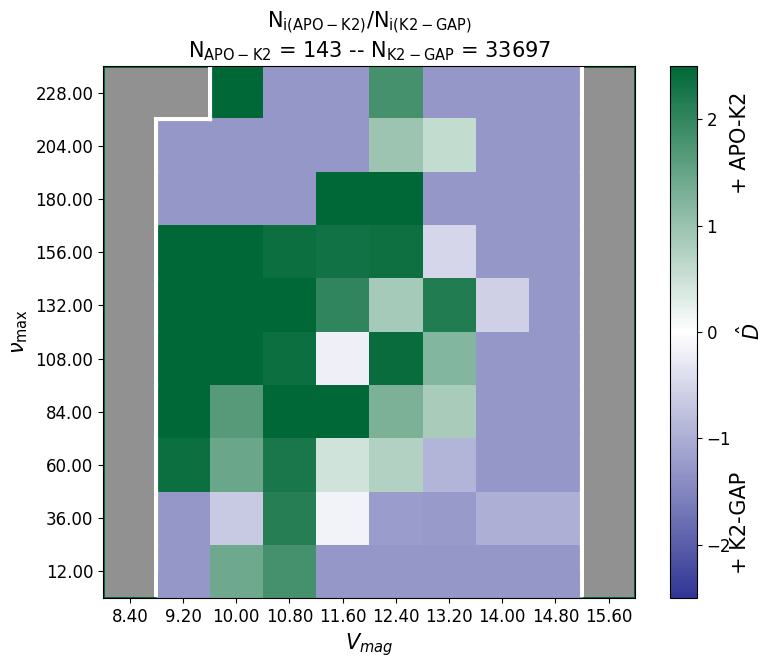 N_i(APO−K2)/N_i(K2−GAP)
N_APO−K2 = 143 -- N_K2−GAP = 33697
228.00
204.00
180.00
156.00
132.00
108.00
84.00
60.00
36.00
12.00
ν_max
8.40 9.20 10.00 10.80 11.60 12.40 13.20 14.00 14.80 15.60
V_mag
2
1
0
−1
−2
+ APO-K2
D̂
+ K2-GAP